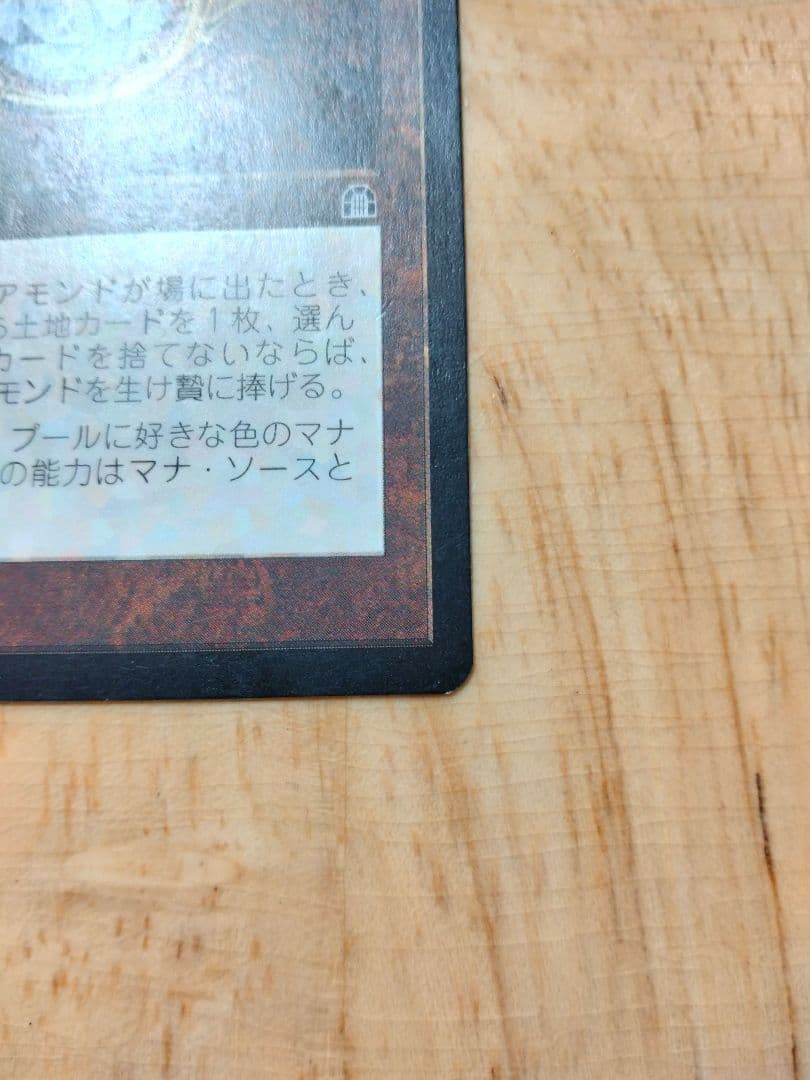 アモンドが場に出たとき、
ら土地カードを１枚、選ん
カードを捨てないならば、
モンドを生け贄に捧げる。
プールに好きな色のマナ
の能力はマナ・ソースと